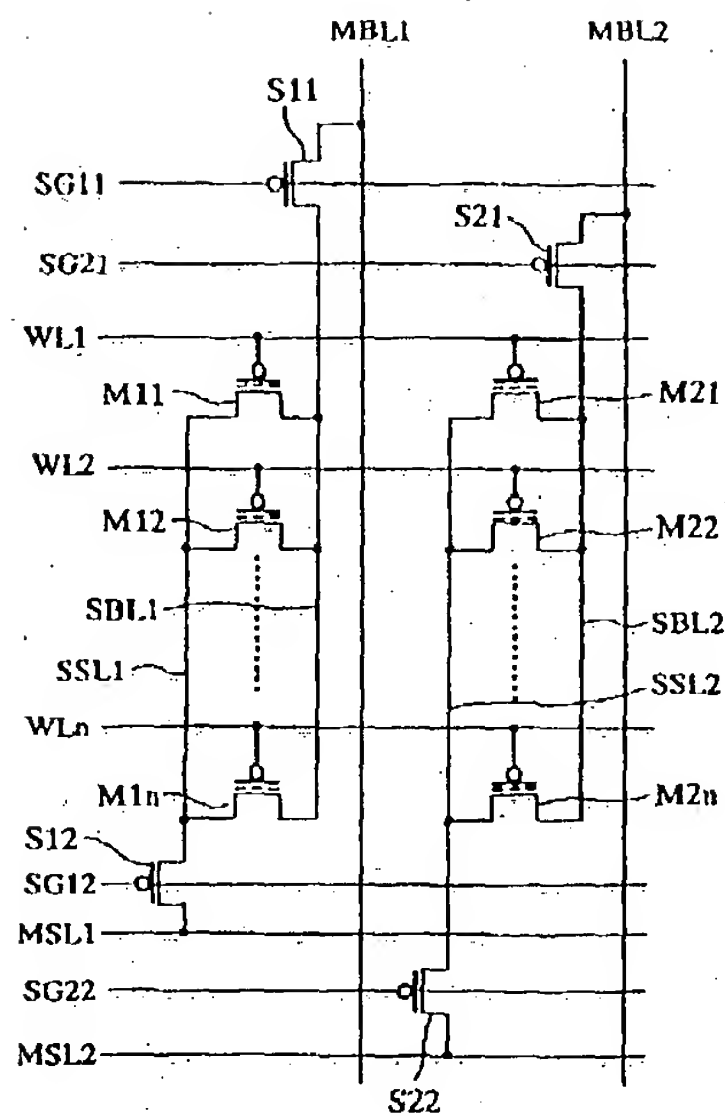 MBL1 MBL2
S11
SG11
S21
SG21
WL1
M11 M21
WL2
M12 M22
SBL1 SBL2
SSL1 SSL2
WLn
M1n M2n
S12
SG12
MSL1
SG22
MSL2
S22